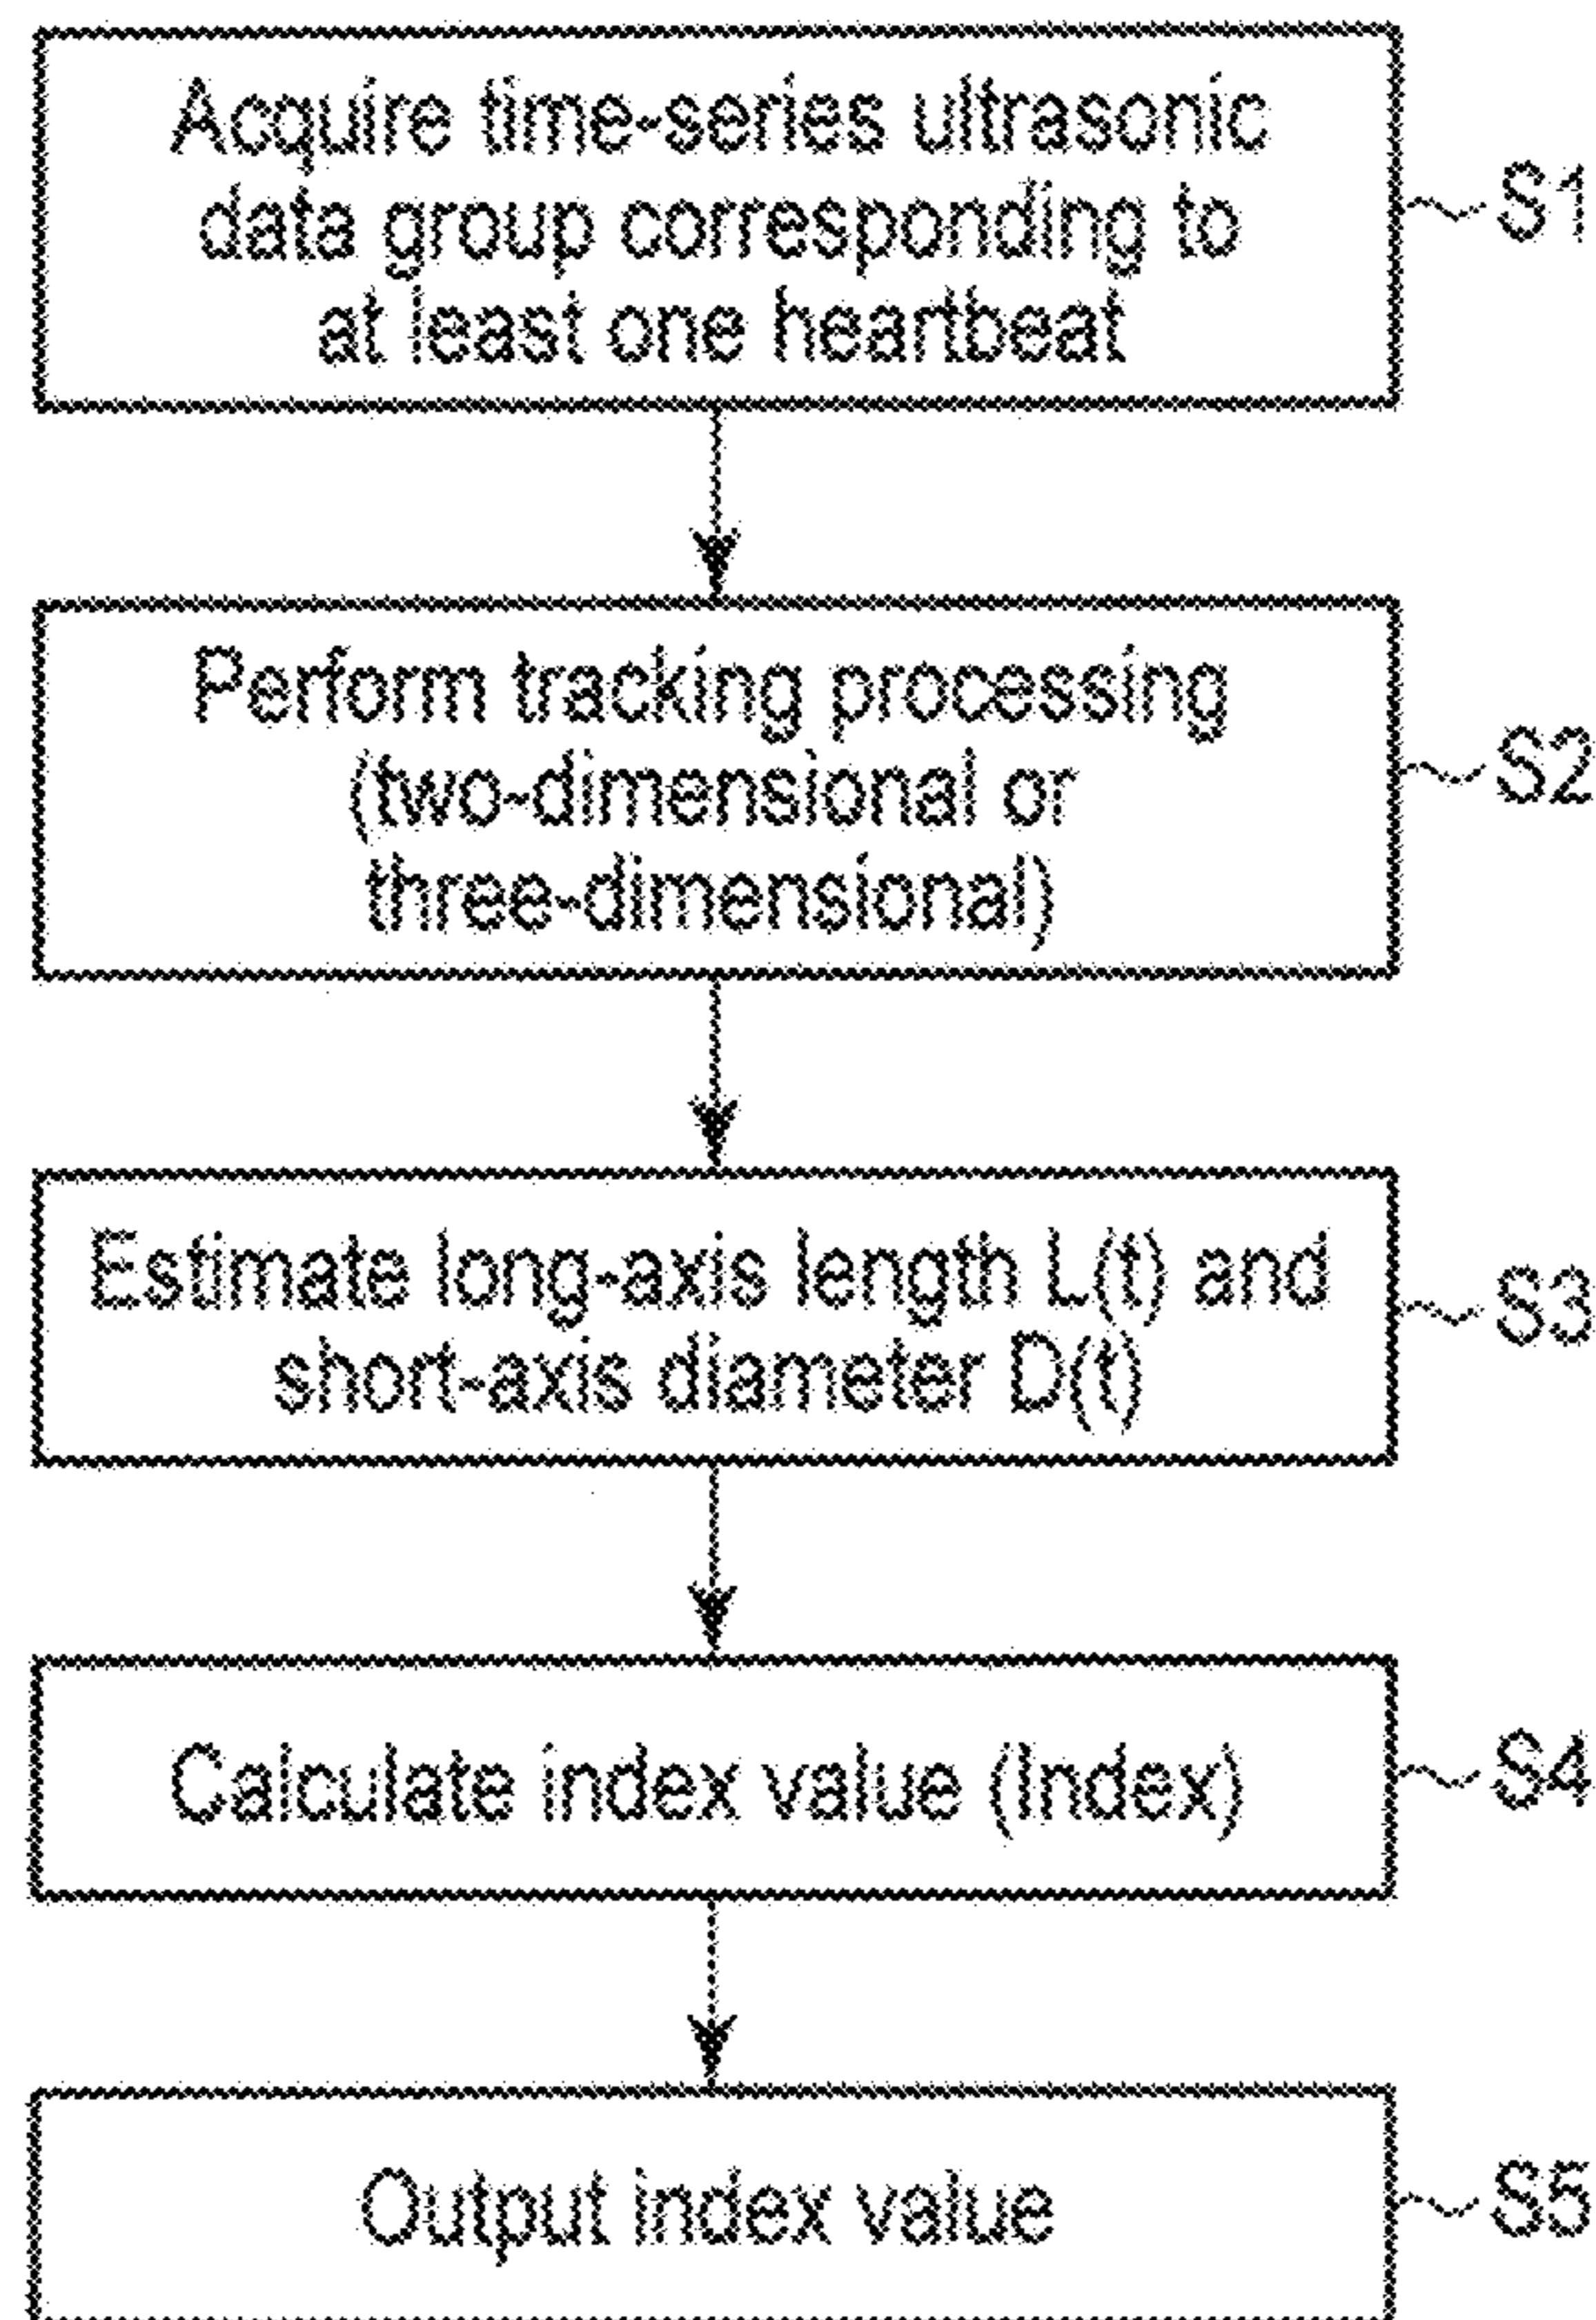 Acquire time-series ultrasonic
data group corresponding to
at least one heartbeat
S1
Perform tracking processing
(two-dimensional or
three-dimensional)
S2
Estimate long-axis length L(t) and
short-axis diameter D(t)
S3
Calculate index value (Index)
S4
Output index value
S5